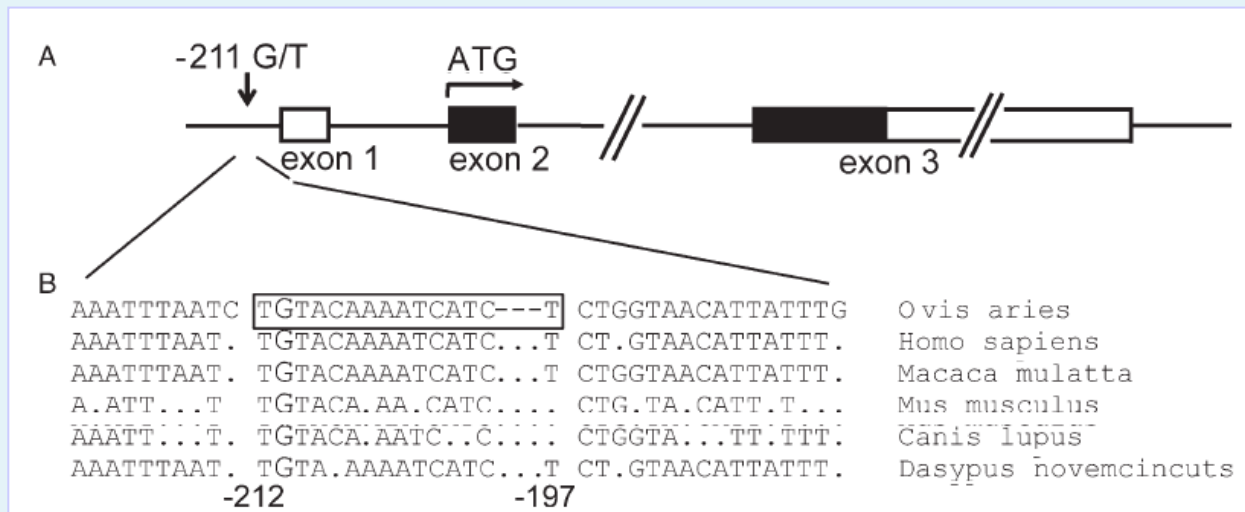 A
-211 G/T
ATG
exon 1 exon 2 exon 3
B
AAATTTAATC TGTACAAAATCATC---T CTGGTAACATTATTTG Ovis aries
AAATTTAAT. TGTACAAAATCATC...T CT.GTAACATTATTT. Homo sapiens
AAATTTAAT. TGTACAAAATCATC...T CTGGTAACATTATTT. Macaca mulatta
A.ATT...T TGTACA.AA.CATC.... CTG.TA.CATT.T... Mus musculus
AAATT...T. TGTACA.AATC..C.... CTGGTA...TT.TTT. Canis lupus
AAATTTAAT. TGTA.AAAATCATC...T CT.GTAACATTATTT. Dasypus novemcincuts
-212 -197